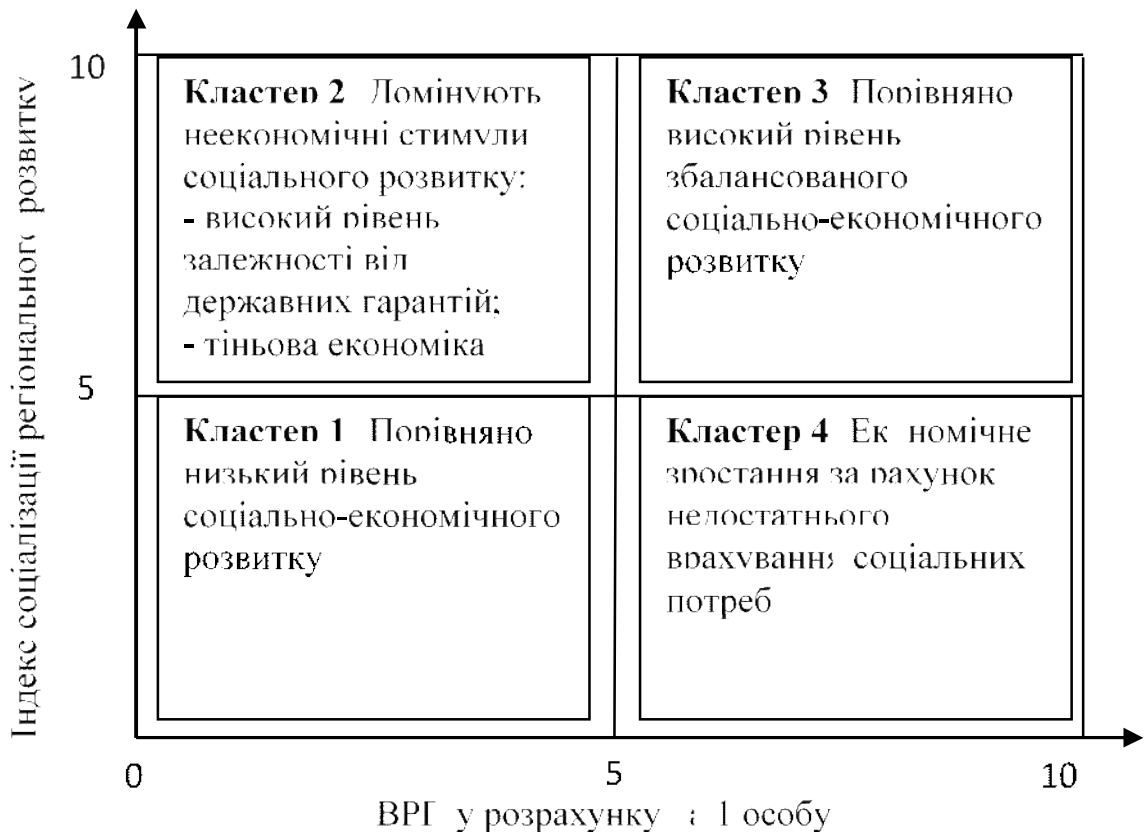 Індекс соціалізації регіонального розвитку
10
5
Кластер 2 Домінують
неекономічні стимули
соціального розвитку:
- високий рівень
залежності від
державних гарантій;
- тіньова економіка
Кластер 3 Порівняно
високий рівень
збалансованого
соціально-економічного
розвитку
Кластер 1 Порівняно
низький рівень
соціально-економічного
розвитку
Кластер 4 Ек номічне
зростання за рахунок
недостатнього
врахування соціальних
потреб
0
5
10
ВРП у розрахунку 1 особу